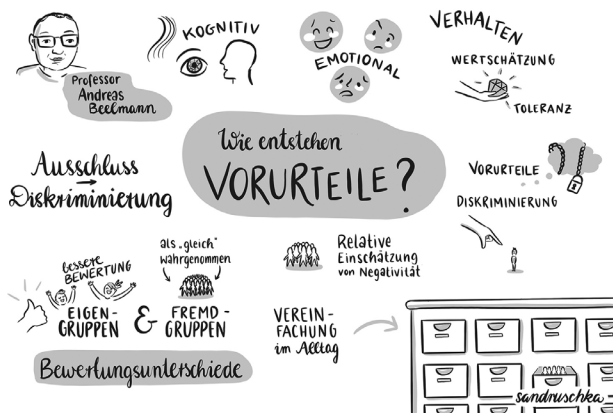 Professor
Andreas
Beelmann
KOGNITIV
EMOTIONAL
VERHALTEN
WERTSCHÄTZUNG
TOLERANZ
Wie entstehen
VORURTEILE?
Ausschluss
→
Diskriminierung
VORURTEILE
DISKRIMINIERUNG
bessere
BEWERTUNG
EIGEN-
GRUPPEN
&
als „gleich"
wahrgenommen
FREMD-
GRUPPEN
Bewertungsunterschiede
Relative
Einschätzung
von Negativität
VEREIN-
FACHUNG
im Alltag
sandruschka